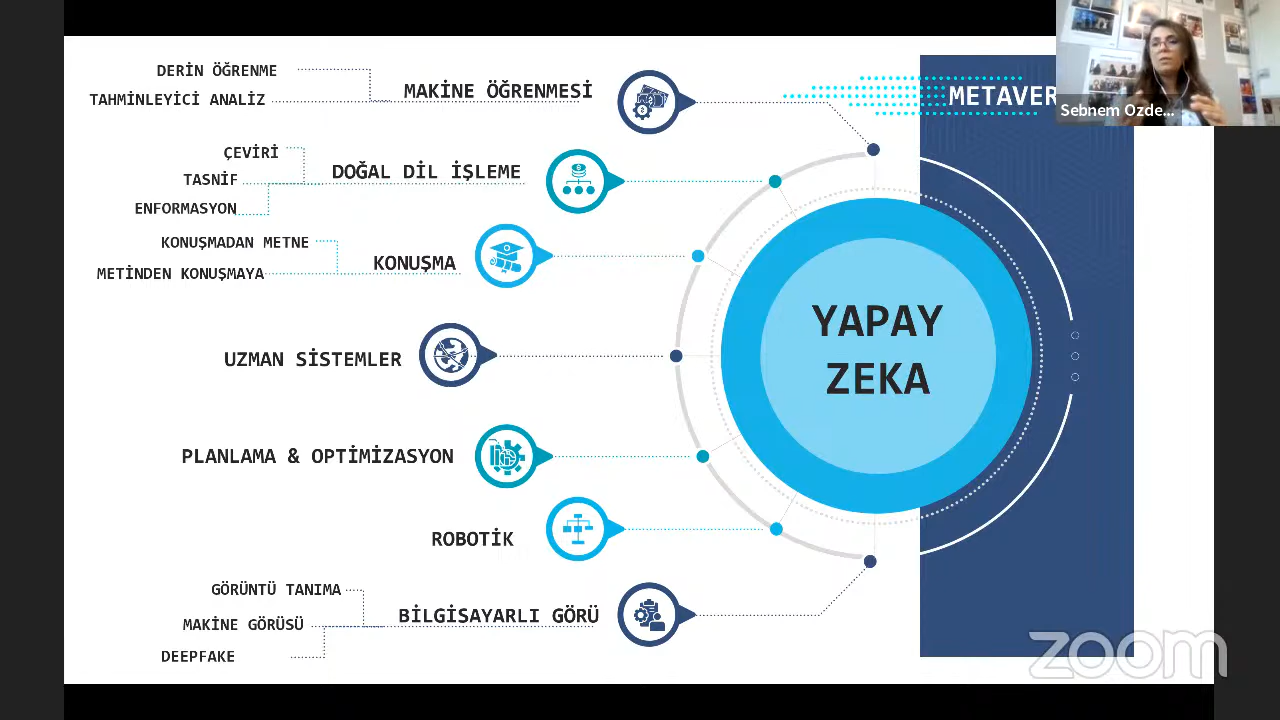 DERİN ÖĞRENME
TAHMİNLEYİCİ ANALİZ
MAKİNE ÖĞRENMESİ
METAVER
Sebnem Ozde...
ÇEVİRİ
TASNİF
ENFORMASYON
DOĞAL DİL İŞLEME
KONUŞMADAN METNE
METİNDEN KONUŞMAYA
KONUŞMA
YAPAY
ZEKA
UZMAN SİSTEMLER
PLANLAMA & OPTİMİZASYON
ROBOTİK
GÖRÜNTÜ TANIMA
MAKİNE GÖRÜSÜ
DEEPFAKE
BİLGİSAYARLI GÖRÜ
zoom